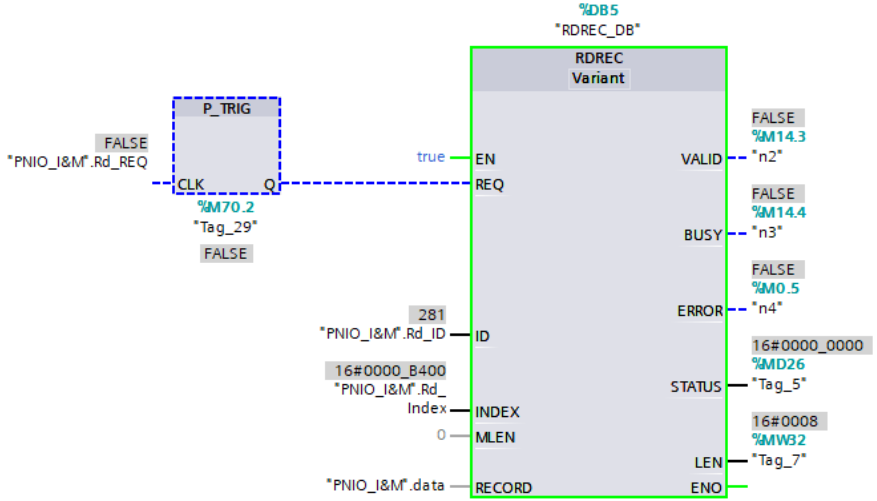 %DB5
"RDREC_DB"
RDREC
Variant
P_TRIG
FALSE
"PNIO_I&M".Rd_REQ
CLK Q
%M70.2
"Tag_29"
FALSE
true
EN
REQ
VALID
FALSE
%M14.3
"n2"
BUSY
FALSE
%M14.4
"n3"
ERROR
FALSE
%M0.5
"n4"
281
"PNIO_I&M".Rd_ID
ID
16#0000_B400
"PNIO_I&M".Rd_
Index
INDEX
0
MLEN
STATUS
16#0000_0000
%MD26
"Tag_5"
LEN
16#0008
%MW32
"Tag_7"
"PNIO_I&M".data
RECORD
ENO